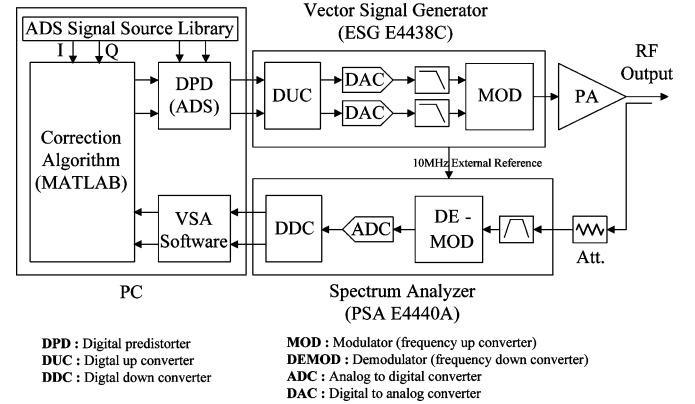 Vector Signal Generator
(ESG E4438C)
ADS Signal Source Library
I
Q
Correction
Algorithm
(MATLAB)
DPD
(ADS)
DUC
DAC
DAC
MOD
PA
RF
Output
10MHz External Reference
VSA
Software
DDC
ADC
DE -
MOD
Att.
PC
Spectrum Analyzer
(PSA E4440A)
DPD : Digital predistorter
DUC : Digtal up converter
DDC : Digtal down converter
MOD : Modulator (frequency up converter)
DEMOD : Demodulator (frequency down converter)
ADC : Analog to digital converter
DAC : Digital to analog converter